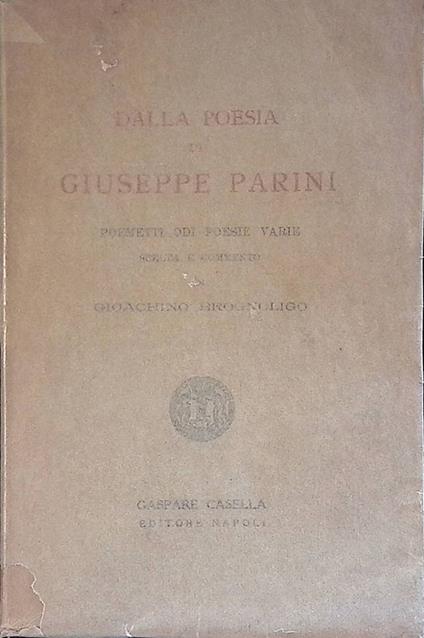 DALLA POESIA
DI
GIUSEPPE PARINI
POEMETTI ODI POESIE VARIE
SCELTA E COMMENTO
DI
GIOACHINO BROGNOLIGO
GASPARE CASELLA
EDITORE NAPOLI